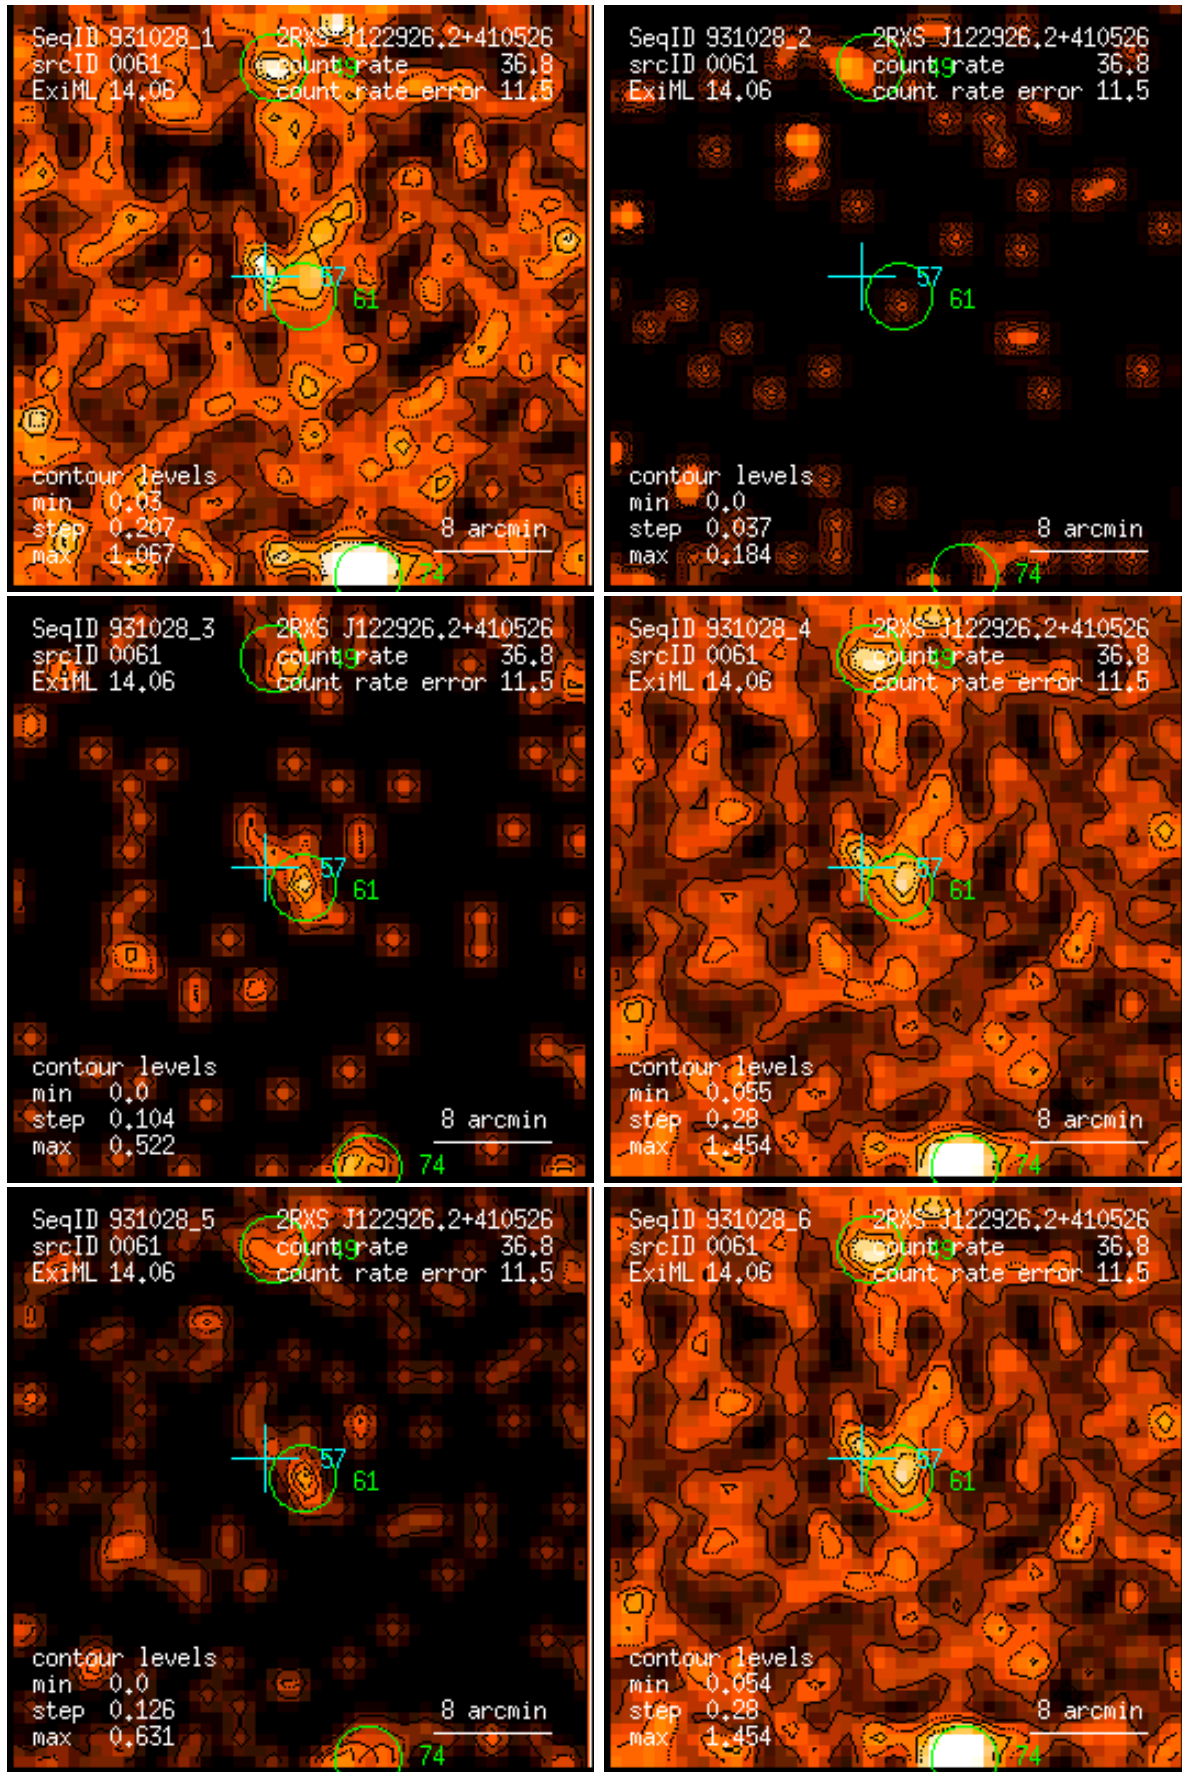 SeqID 931028_1 2RXS J122926.2+410526
srcID 0061 count rate 36.8
49
ExiML 14.06 count rate error 11.5
57
61
contour levels
min 0.03
step 0.207 8 arcmin
max 1.067
74
SeqID 931028_2 2RXS J122926.2+410526
srcID 0061 count rate 36.8
49
ExiML 14.06 count rate error 11.5
57
61
contour levels
min 0.0
step 0.037 8 arcmin
max 0.184
74
SeqID 931028_3 2RXS J122926.2+410526
srcID 0061 count rate 36.8
49
ExiML 14.06 count rate error 11.5
57
61
contour levels
min 0.0
step 0.104 8 arcmin
max 0.522
74
SeqID 931028_4 2RXS J122926.2+410526
srcID 0061 count rate 36.8
49
ExiML 14.06 count rate error 11.5
57
61
contour levels
min 0.055
step 0.28 8 arcmin
max 1.454
74
SeqID 931028_5 2RXS J122926.2+410526
srcID 0061 count rate 36.8
49
ExiML 14.06 count rate error 11.5
57
61
contour levels
min 0.0
step 0.126 8 arcmin
max 0.631
74
SeqID 931028_6 2RXS J122926.2+410526
srcID 0061 count rate 36.8
49
ExiML 14.06 count rate error 11.5
57
61
contour levels
min 0.054
step 0.28 8 arcmin
max 1.454
74